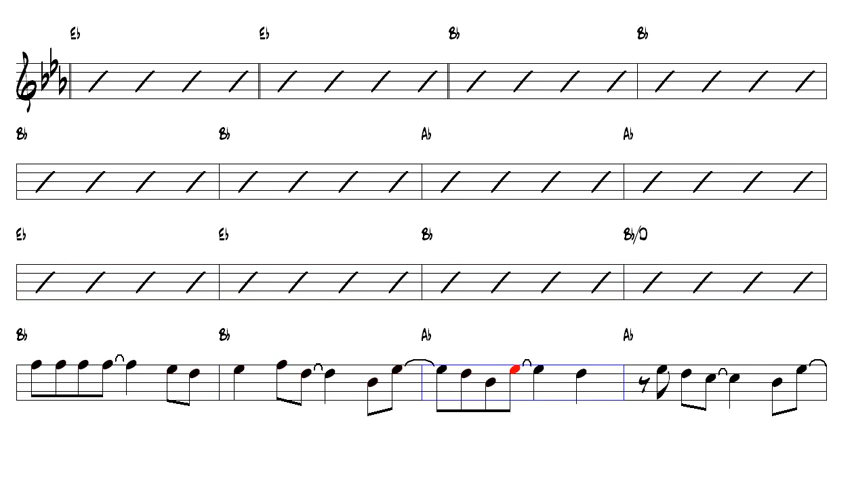 E♭ E♭ B♭ B♭
B♭ B♭ A♭ A♭
E♭ E♭ B♭ B♭/D
B♭ B♭ A♭ A♭